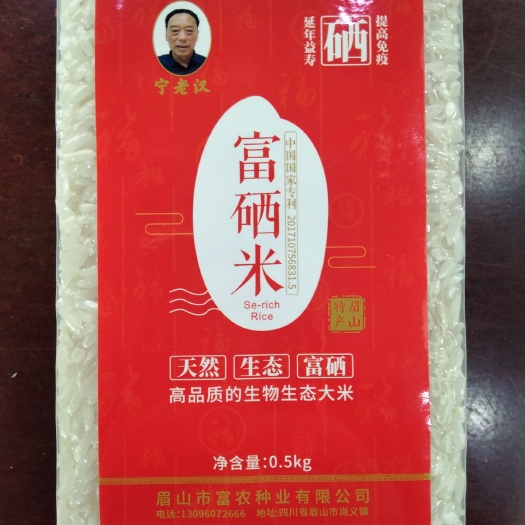 宁老汉
延年益寿
硒
提高免疫
富硒米
中国国家专利 201710756831.5
Se-rich
Rice
眉山
特产
天然 生态 富硒
高品质的生物生态大米
净含量:0.5kg
眉山市富农种业有限公司
电话:13096072666 地址:四川省眉山市尚义镇